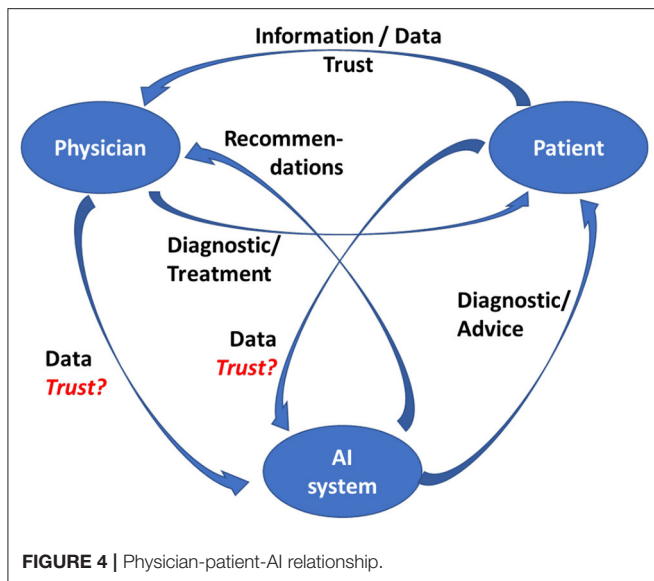 Information / Data
Trust
Physician
Recommen-
dations
Patient
Diagnostic/
Treatment
Diagnostic/
Advice
Data
Trust?
Data
Trust?
AI
system
FIGURE 4 | Physician-patient-AI relationship.